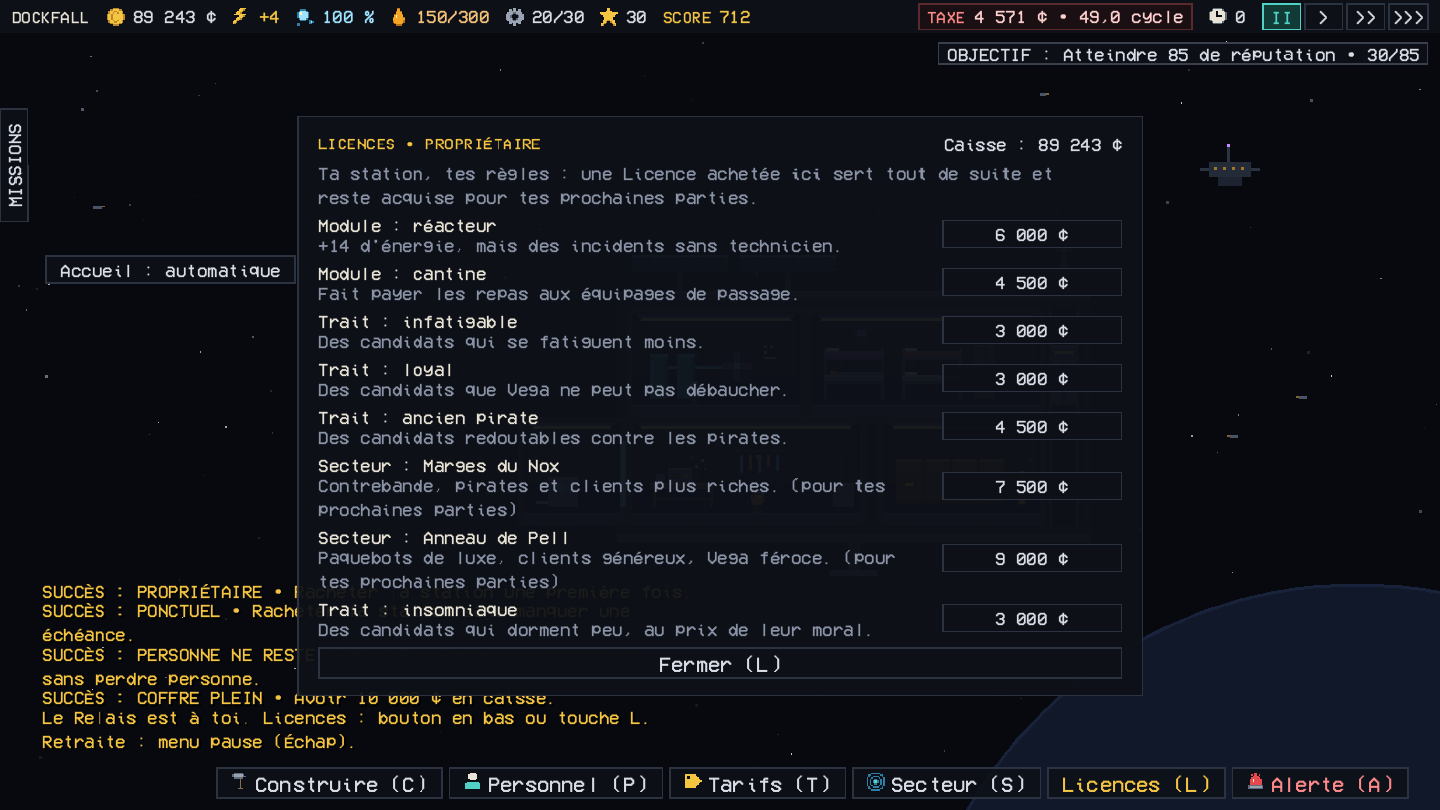 DOCKFALL 89 243 ¢ +4 100 % 150/300 20/30 30 SCORE 712 TAXE 4 571 ¢ • 49,0 cycle 0 II > >> >>>
OBJECTIF : Atteindre 85 de réputation • 30/85
MISSIONS
Accueil : automatique
LICENCES • PROPRIÉTAIRE Caisse : 89 243 ¢
Ta station, tes règles : une Licence achetée ici sert tout de suite et
reste acquise pour tes prochaines parties.
Module : réacteur
+14 d'énergie, mais des incidents sans technicien.
6 000 ¢
Module : cantine
Fait payer les repas aux équipages de passage.
4 500 ¢
Trait : infatigable
Des candidats qui se fatiguent moins.
3 000 ¢
Trait : loyal
Des candidats que Vega ne peut pas débaucher.
3 000 ¢
Trait : ancien pirate
Des candidats redoutables contre les pirates.
4 500 ¢
Secteur : Marges du Nox
Contrebande, pirates et clients plus riches. (pour tes
prochaines parties)
7 500 ¢
Secteur : Anneau de Pell
Paquebots de luxe, clients généreux, Vega féroce. (pour
tes prochaines parties)
9 000 ¢
Trait : insomniaque
Des candidats qui dorment peu, au prix de leur moral.
3 000 ¢
Fermer (L)
SUCCÈS : PROPRIÉTAIRE • Racheter la station une première fois.
SUCCÈS : PONCTUEL • Rach manquer une
échéance.
SUCCÈS : PERSONNE NE RESTE
sans perdre personne.
SUCCÈS : COFFRE PLEIN • Avoir 10 000 ¢ en caisse.
Le Relais est à toi. Licences : bouton en bas ou touche L.
Retraite : menu pause (Échap).
Construire (C) Personnel (P) Tarifs (T) Secteur (S) Licences (L) Alerte (A)